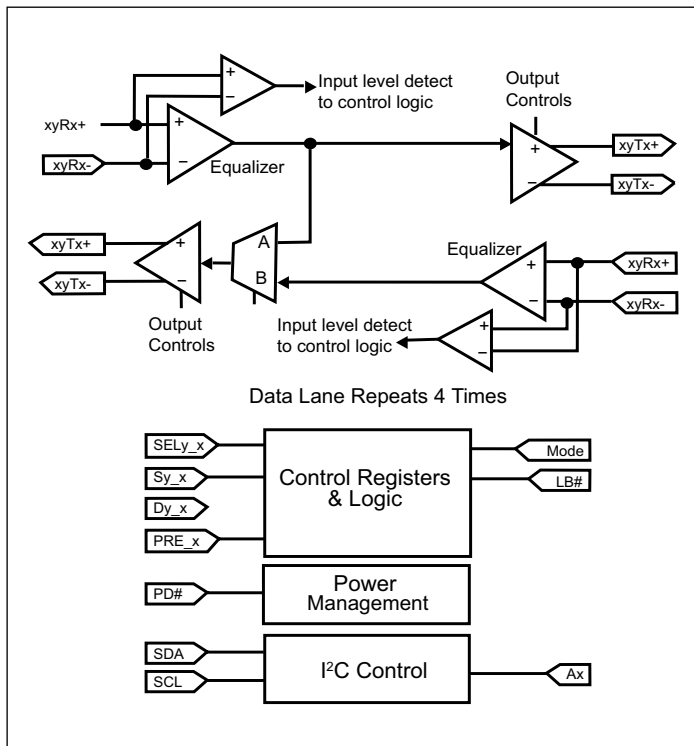 Input level detect
to control logic
Output
Controls
+
−
xyRx+
+
xyTx+
+
xyRx-
−
Equalizer
−
xyTx-
xyTx+
+
A
Equalizer
xyRx+
+
B
xyTx-
−
−
xyRx-
Output
Controls
Input level detect
to control logic
+
−
Data Lane Repeats 4 Times
SELy_x
Mode
Sy_x
Control Registers
& Logic
LB#
Dy_x
PRE_x
PD#
Power
Management
SDA
I²C Control
Ax
SCL